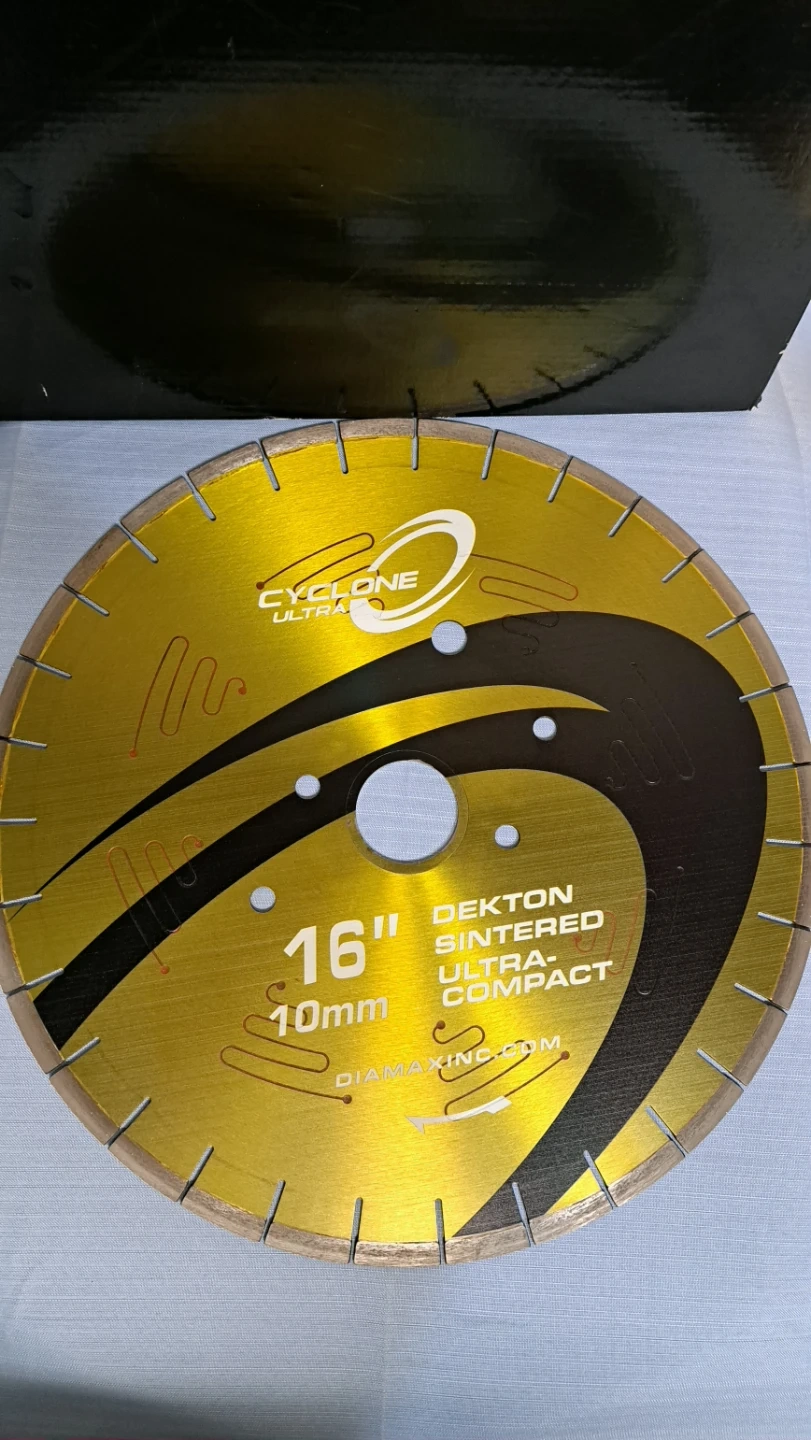 CYCLONE
ULTRA
16"
10mm
DEKTON
SINTERED
ULTRA-
COMPACT
DIAMAXINC.COM